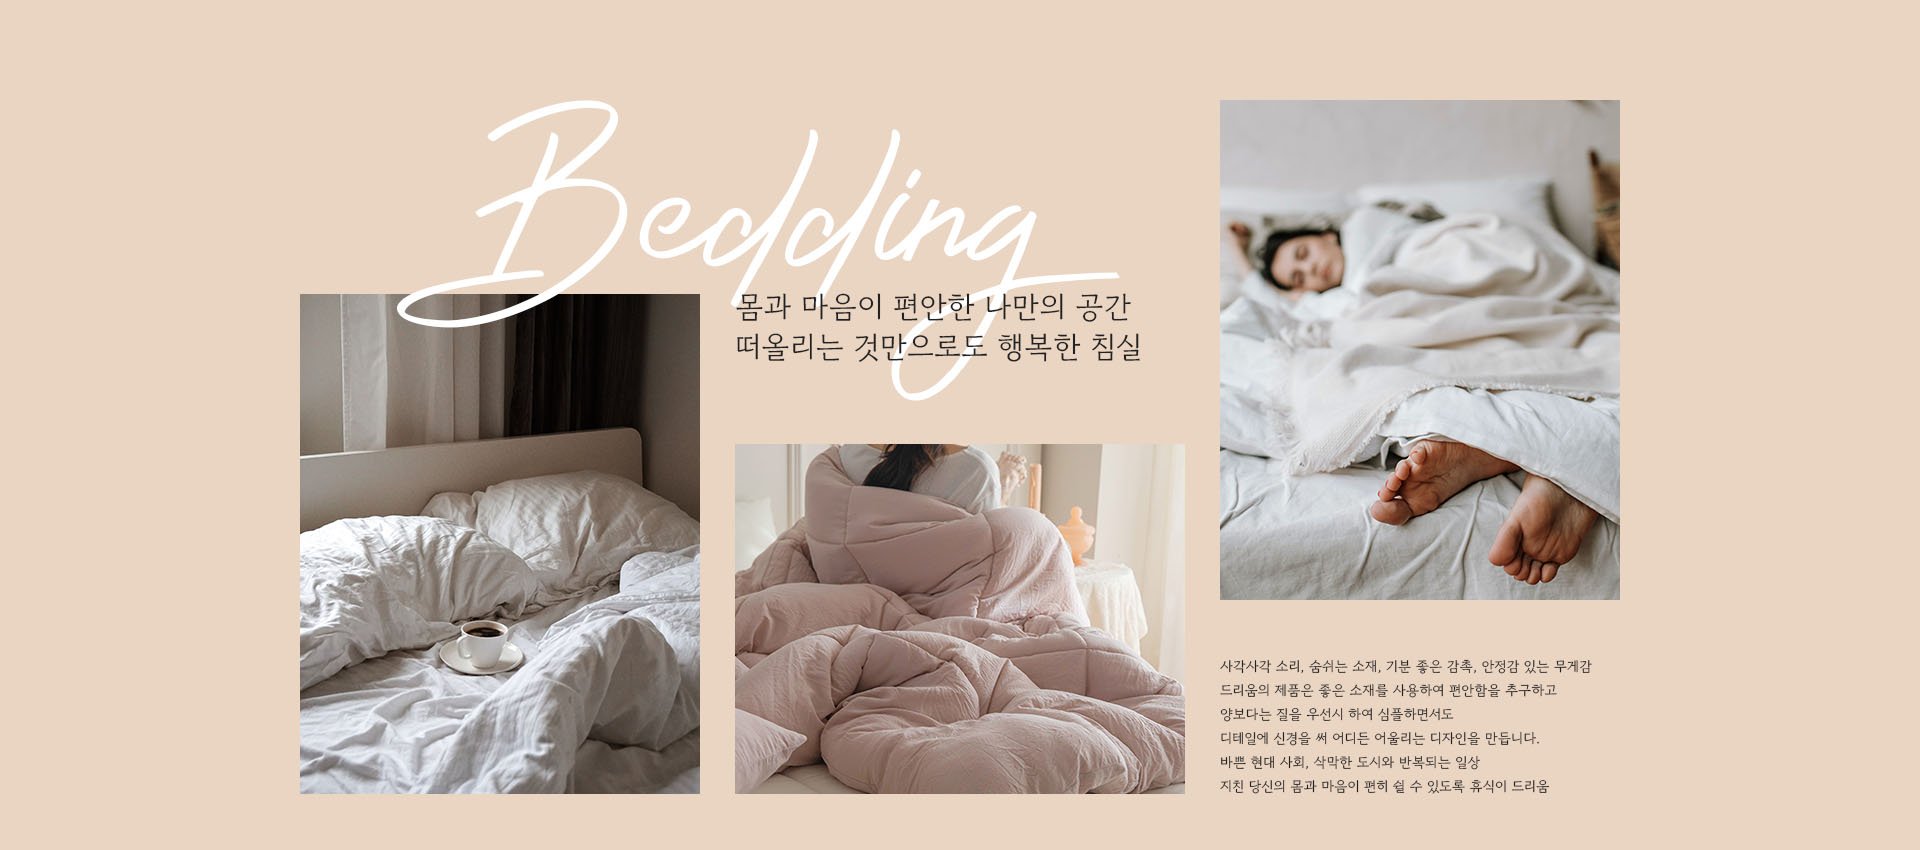 Bedding
몸과 마음이 편안한 나만의 공간
떠올리는 것만으로도 행복한 침실
사각사각 소리, 숨쉬는 소재, 기분 좋은 감촉, 안정감 있는 무게감
드리움의 제품은 좋은 소재를 사용하여 편안함을 추구하고
양보다는 질을 우선시 하여 심플하면서도
디테일에 신경을 써 어디든 어울리는 디자인을 만듭니다.
바쁜 현대 사회, 삭막한 도시와 반복되는 일상
지친 당신의 몸과 마음이 편히 쉴 수 있도록 휴식이 드리움